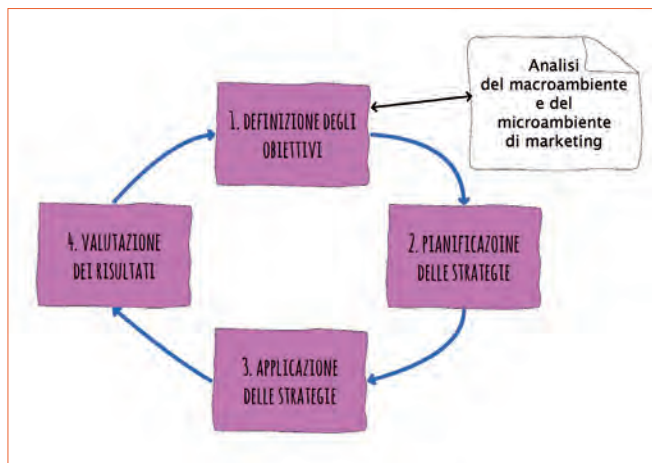 1. DEFINIZIONE DEGLI
OBIETTIVI
Analisi
del macroambiente
e del
microambiente
di marketing
2. PIANIFICAZOINE
DELLE STRATEGIE
3. APPLICAZIONE
DELLE STRATEGIE
4. VALUTAZIONE
DEI RISULTATI